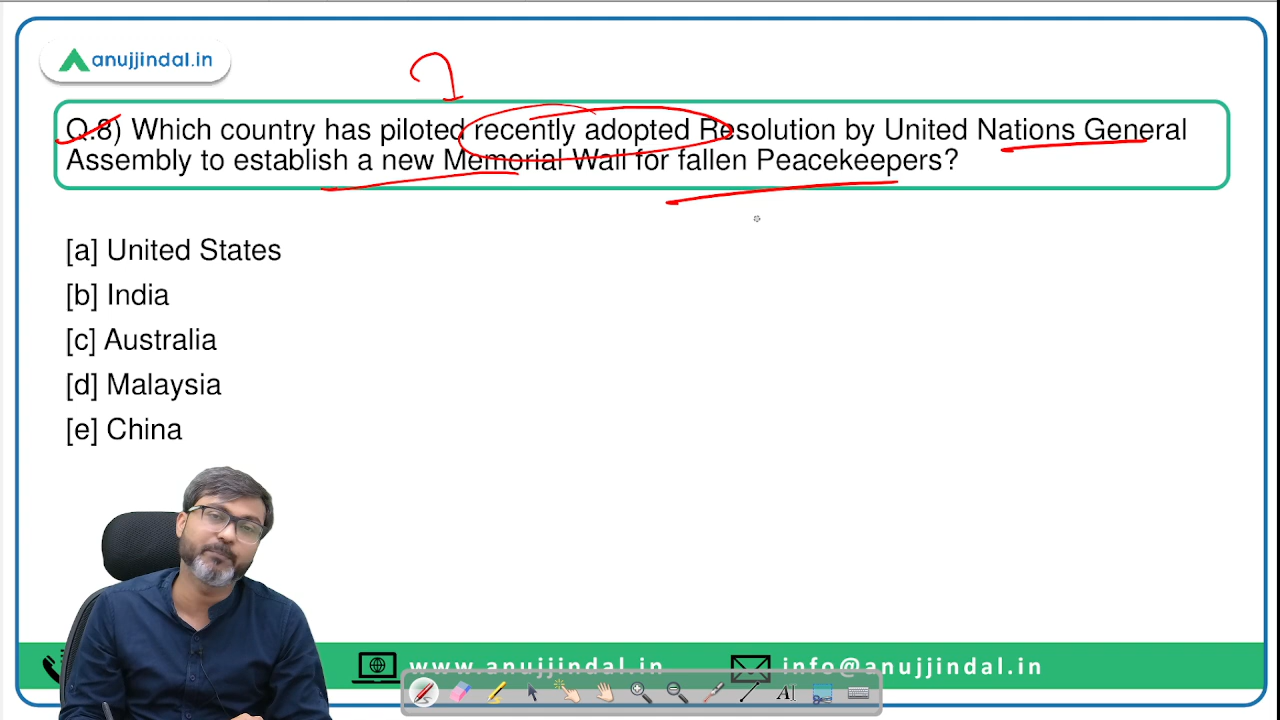 anujjindal.in
Q.8) Which country has piloted recently adopted Resolution by United Nations General
Assembly to establish a new Memorial Wall for fallen Peacekeepers?
[a] United States
[b] India
[c] Australia
[d] Malaysia
[e] China
www.anujjindal.in info@anujjindal.in
A